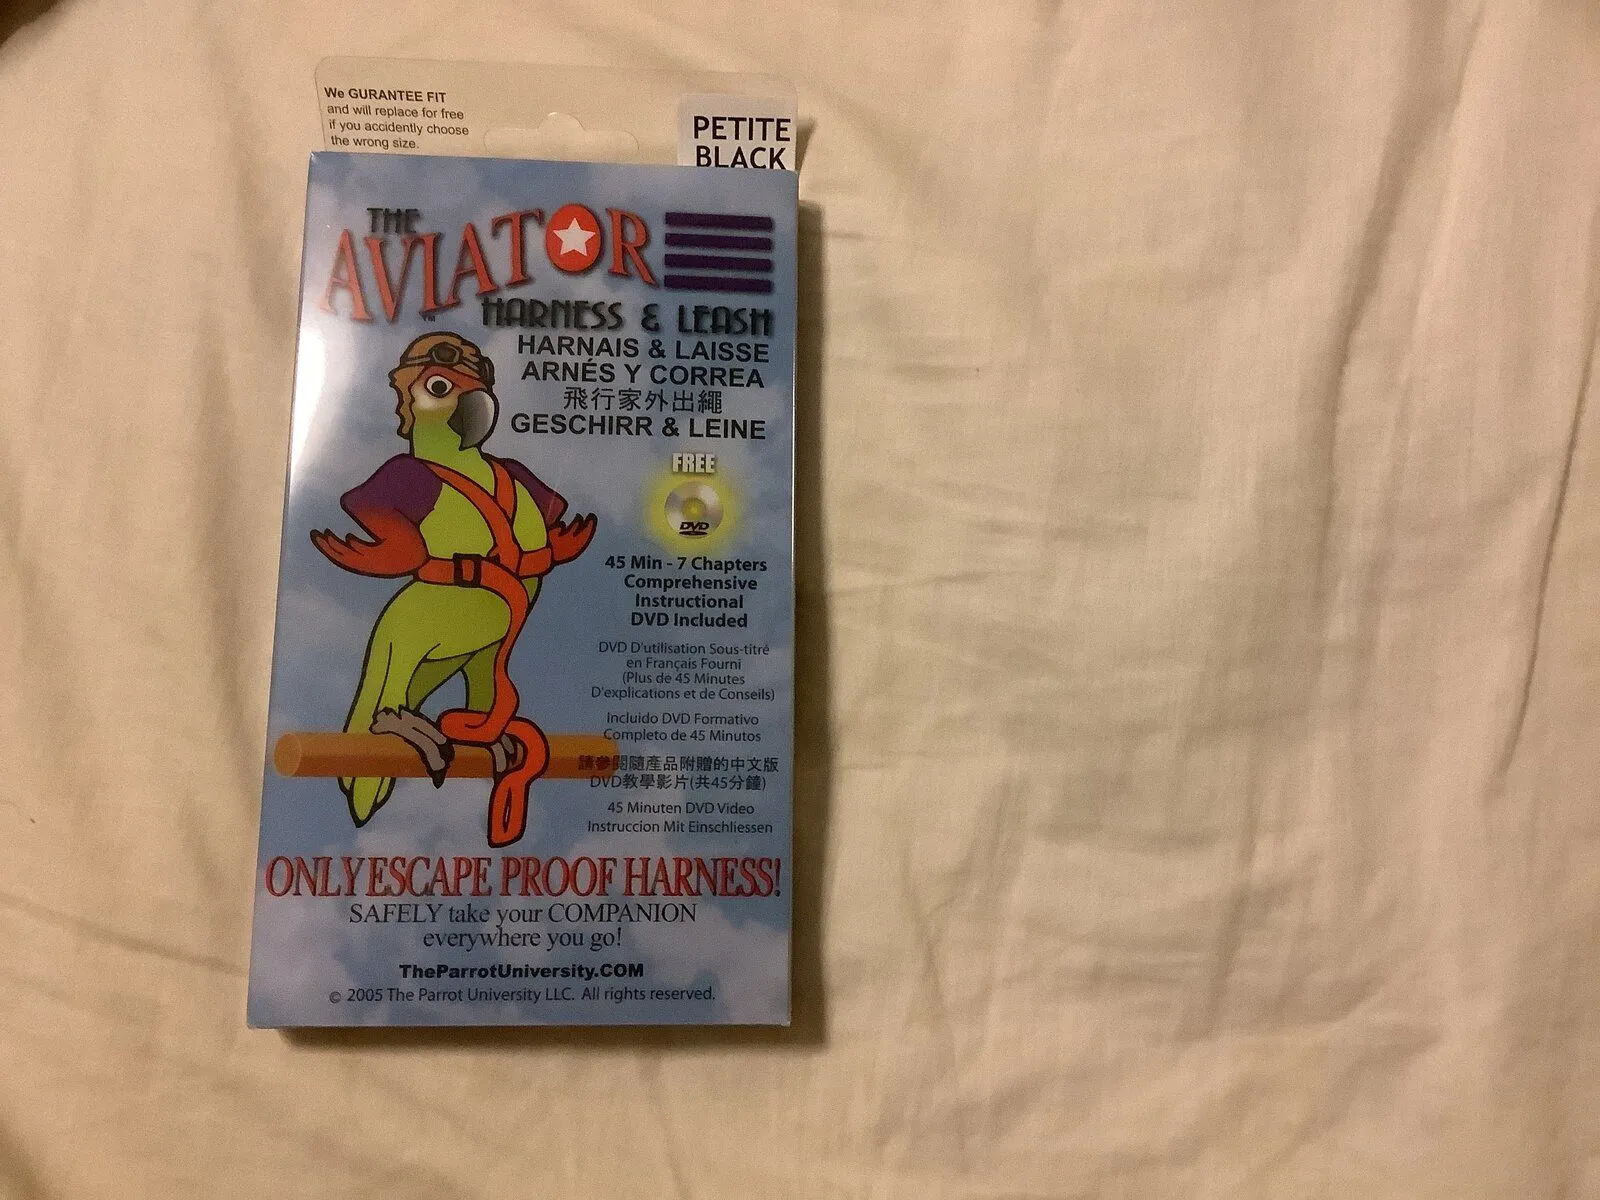 We GURANTEE FIT
and will replace for free
if you accidently choose
the wrong size.
PETITE
BLACK
THE
AVIATOR
™
HARNESS & LEASH
HARNAIS & LAISSE
ARNÉS Y CORREA
飛行家外出繩
GESCHIRR & LEINE
FREE
DVD
45 Min - 7 Chapters
Comprehensive
Instructional
DVD Included
DVD D'utilisation Sous-titré
en Français Fourni
(Plus de 45 Minutes
D'explications et de Conseils)
Incluido DVD Formativo
Completo de 45 Minutos
請參閱隨產品附贈的中文版
DVD教學影片(共45分鐘)
45 Minuten DVD Video
Instruccion Mit Einschliessen
ONLY ESCAPE PROOF HARNESS!
SAFELY take your COMPANION
everywhere you go!
TheParrotUniversity.COM
© 2005 The Parrot University LLC. All rights reserved.